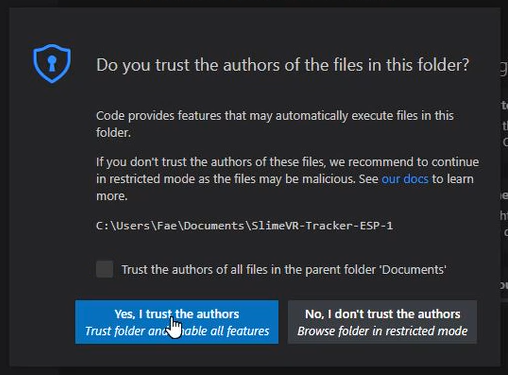 Do you trust the authors of the files in this folder?
Code provides features that may automatically execute files in this
folder.
If you don't trust the authors of these files, we recommend to continue
in restricted mode as the files may be malicious. See our docs to learn
more.
C:\Users\Fae\Documents\SlimeVR-Tracker-ESP-1
Trust the authors of all files in the parent folder 'Documents'
Yes, I trust the authors
Trust folder and enable all features
No, I don't trust the authors
Browse folder in restricted mode